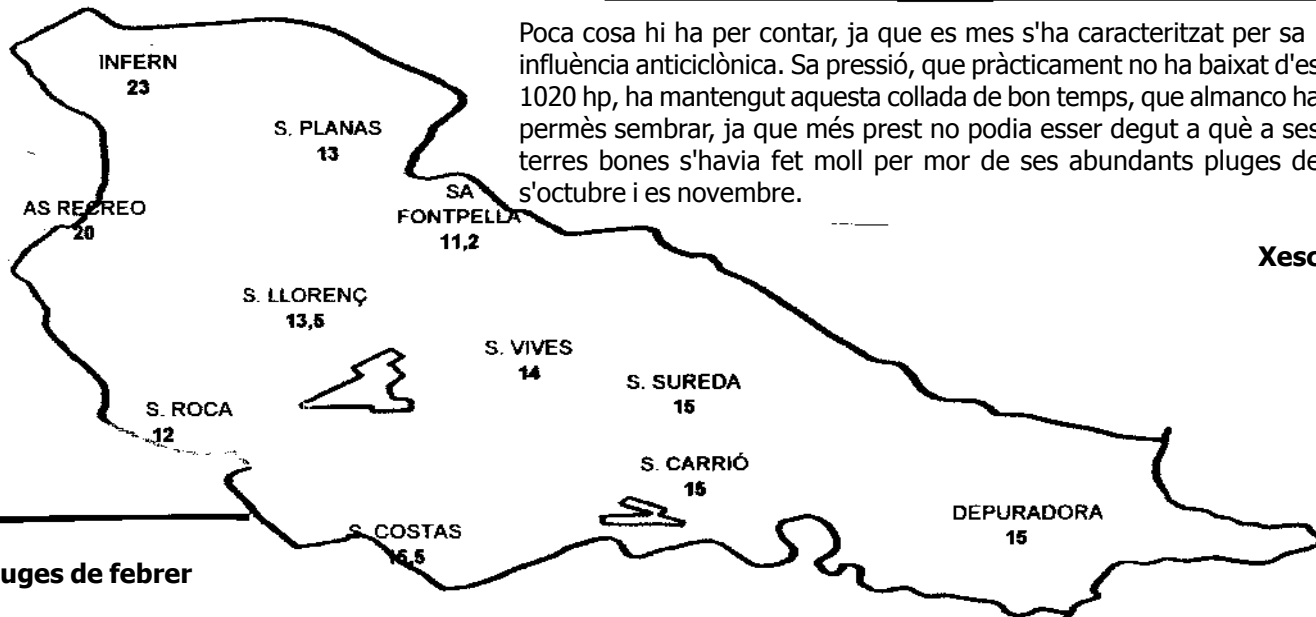 Poca cosa hi ha per contar, ja que es mes s'ha caracteritzat per sa
influència anticiclònica. Sa pressió, que pràcticament no ha baixat d'es
1020 hp, ha mantengut aquesta collada de bon temps, que almanco ha
permès sembrar, ja que més prest no podia esser degut a què a ses
terres bones s'havia fet moll per mor de ses abundants pluges de
s'octubre i es novembre.
Xesc
INFERN
23
S. PLANAS
13
AS RECREO
20
SA
FONTPELLA
11,2
S. LLORENÇ
13,5
S. VIVES
14
S. SUREDA
15
S. ROCA
12
S. CARRIÓ
15
DEPURADORA
15
S. COSTAS
15,5
uges de febrer